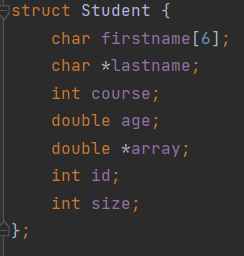 struct Student {
    char firstname[6];
    char *lastname;
    int course;
    double age;
    double *array;
    int id;
    int size;
};